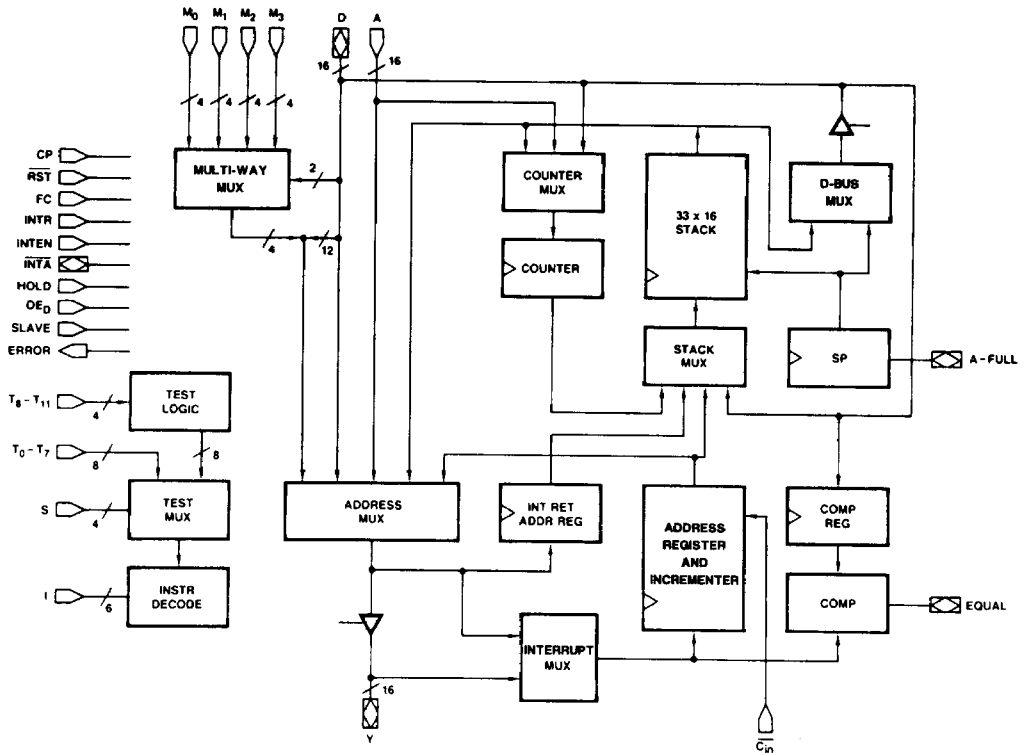 M0 M1 M2 M3 D A
16 16
4 4 4 4
CP
RST
FC
INTR
INTEN
INTA
HOLD
OED
SLAVE
ERROR
MULTI-WAY
MUX
2
4
12
COUNTER
MUX
COUNTER
33 x 16
STACK
D-BUS
MUX
STACK
MUX
SP
A-FULL
T8-T11
4
TEST
LOGIC
T0-T7
8
8
S
4
TEST
MUX
I
6
INSTR
DECODE
ADDRESS
MUX
INT RET
ADDR REG
ADDRESS
REGISTER
AND
INCREMENTER
COMP
REG
COMP
EQUAL
INTERRUPT
MUX
16
Y
Cin